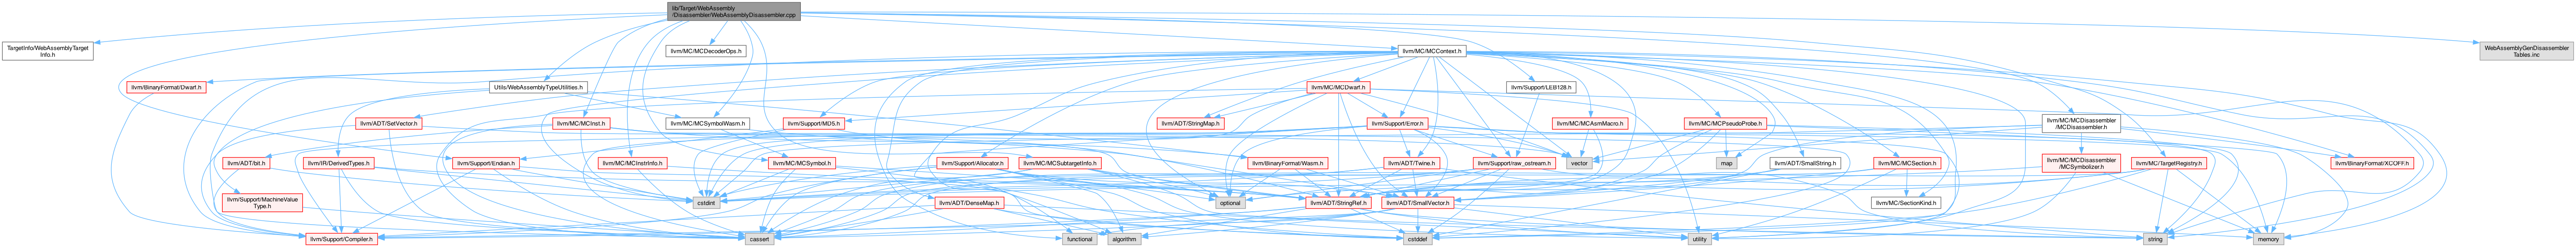 lib/Target/WebAssembly
/Disassembler/WebAssemblyDisassembler.cpp
TargetInfo/WebAssemblyTarget
Info.h
llvm/MC/MCDecoderOps.h
llvm/MC/MCContext.h
WebAssemblyGenDisassembler
Tables.inc
llvm/BinaryFormat/Dwarf.h
Utils/WebAssemblyTypeUtilities.h
llvm/MC/MCDwarf.h
llvm/Support/LEB128.h
llvm/ADT/SetVector.h
llvm/MC/MCInst.h
llvm/MC/MCSymbolWasm.h
llvm/Support/MD5.h
llvm/ADT/StringMap.h
llvm/Support/Error.h
llvm/MC/MCAsmMacro.h
llvm/MC/MCPseudoProbe.h
llvm/MC/MCDisassembler
/MCDisassembler.h
llvm/ADT/bit.h
llvm/IR/DerivedTypes.h
llvm/Support/Endian.h
llvm/MC/MCInstrInfo.h
llvm/MC/MCSymbol.h
llvm/Support/Allocator.h
llvm/MC/MCSubtargetInfo.h
llvm/BinaryFormat/Wasm.h
llvm/ADT/Twine.h
llvm/Support/raw_ostream.h
vector
map
llvm/ADT/SmallString.h
llvm/MC/MCSection.h
llvm/MC/MCDisassembler
/MCSymbolizer.h
llvm/MC/TargetRegistry.h
llvm/BinaryFormat/XCOFF.h
llvm/Support/MachineValue
Type.h
cstdint
llvm/ADT/DenseMap.h
optional
llvm/ADT/StringRef.h
llvm/ADT/SmallVector.h
llvm/MC/SectionKind.h
llvm/Support/Compiler.h
cassert
functional
algorithm
cstddef
utility
string
memory